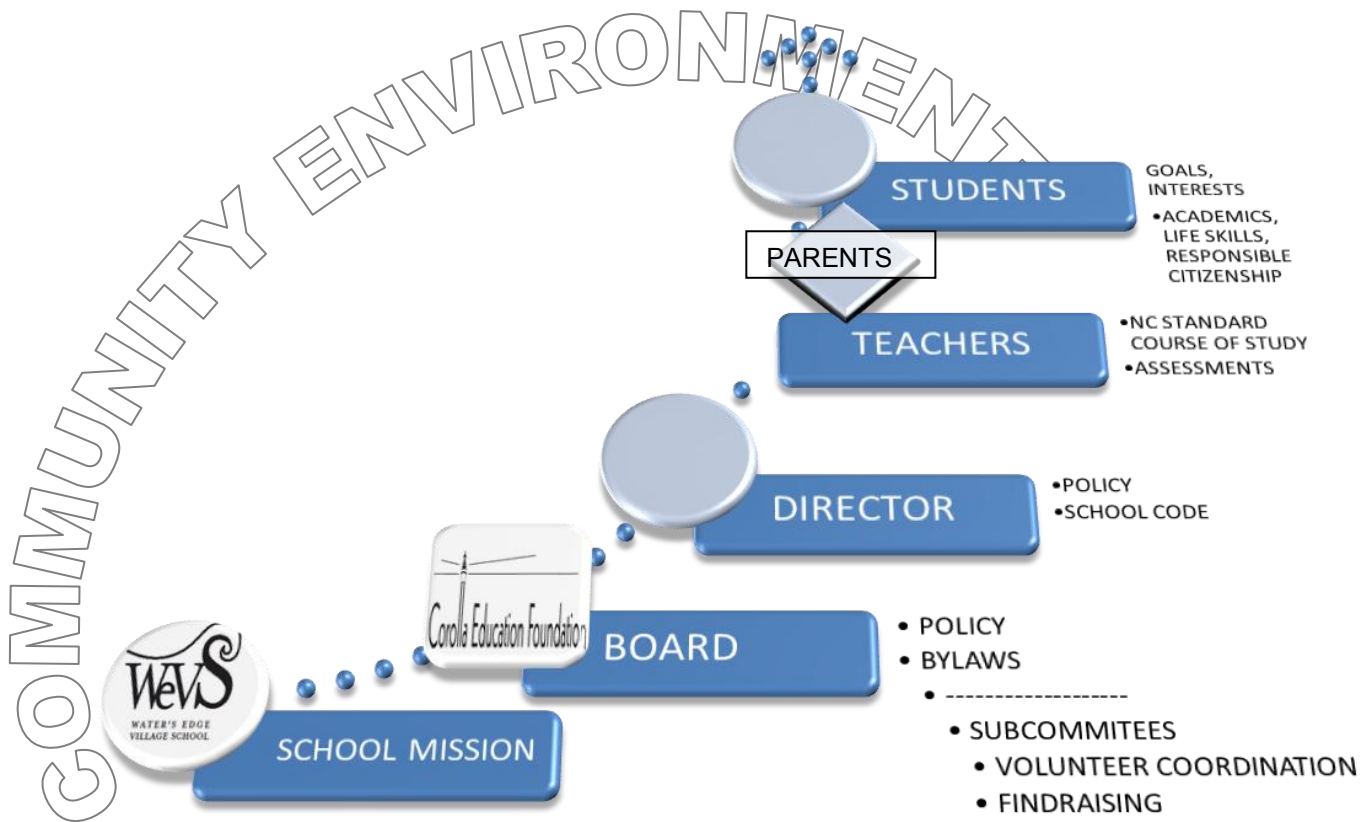 COMMUNITY ENVIRONMENT
STUDENTS
GOALS,
INTERESTS
•ACADEMICS,
LIFE SKILLS,
RESPONSIBLE
CITIZENSHIP
PARENTS
TEACHERS
•NC STANDARD
COURSE OF STUDY
•ASSESSMENTS
DIRECTOR
•POLICY
•SCHOOL CODE
Corolla Education Foundation
BOARD
• POLICY
• BYLAWS
• -------------------
• SUBCOMMITEES
• VOLUNTEER COORDINATION
• FINDRAISING
WeVS
WATER'S EDGE
VILLAGE SCHOOL
SCHOOL MISSION